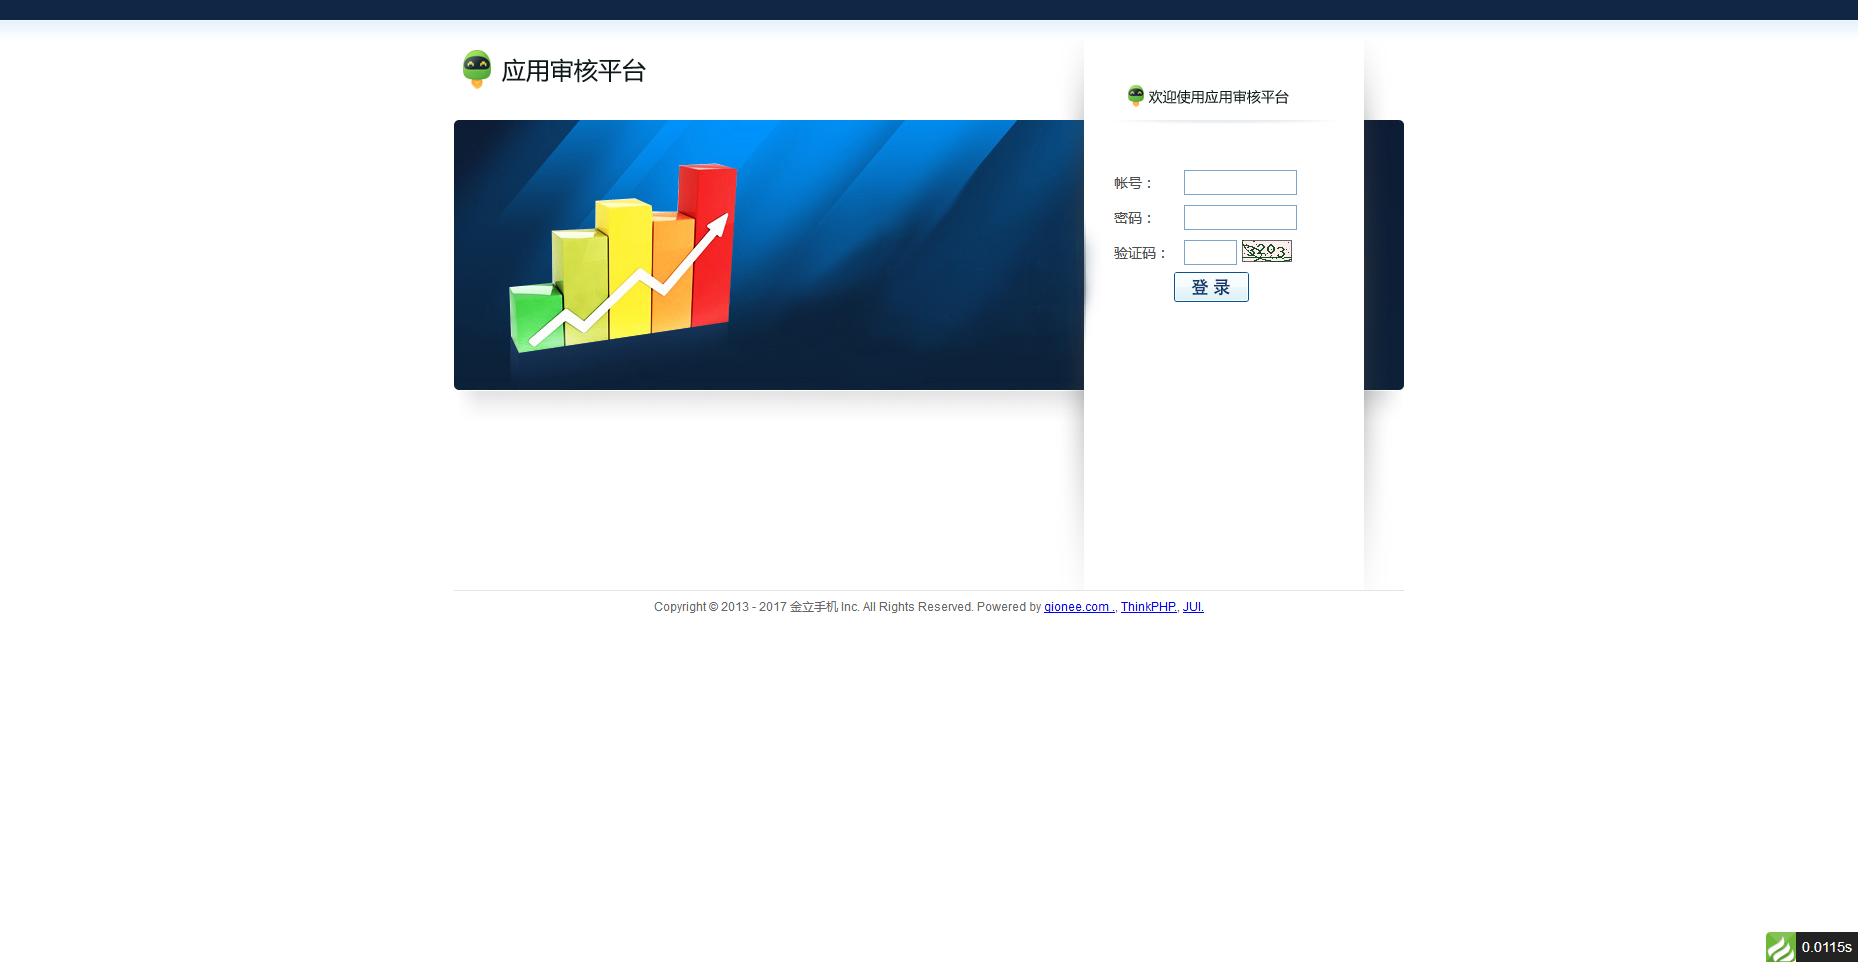 应用审核平台
欢迎使用应用审核平台
帐号：
密码：
验证码： 3203
登 录
Copyright © 2013 - 2017 金立手机 Inc. All Rights Reserved. Powered by gionee.com ., ThinkPHP., JUI.
0.0115s